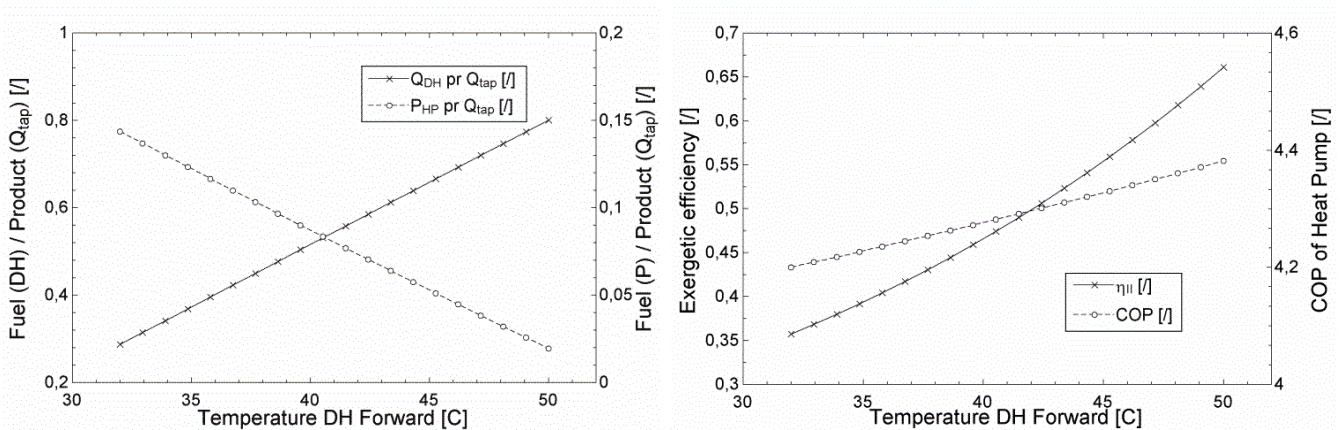 Fuel (DH) / Product (Qtap) [/]
1
0,8
0,6
0,4
0,2
QDH pr Qtap [/]
PHP pr Qtap [/]
0,2
0,15
0,1
0,05
0
Fuel (P) / Product (Qtap) [/]
30 35 40 45 50
Temperature DH Forward [C]
Exergetic efficiency [/]
0,7
0,65
0,6
0,55
0,5
0,45
0,4
0,35
0,3
ηII [/]
COP [/]
4,6
4,4
4,2
4
COP of Heat Pump [/]
30 35 40 45 50
Temperature DH Forward [C]